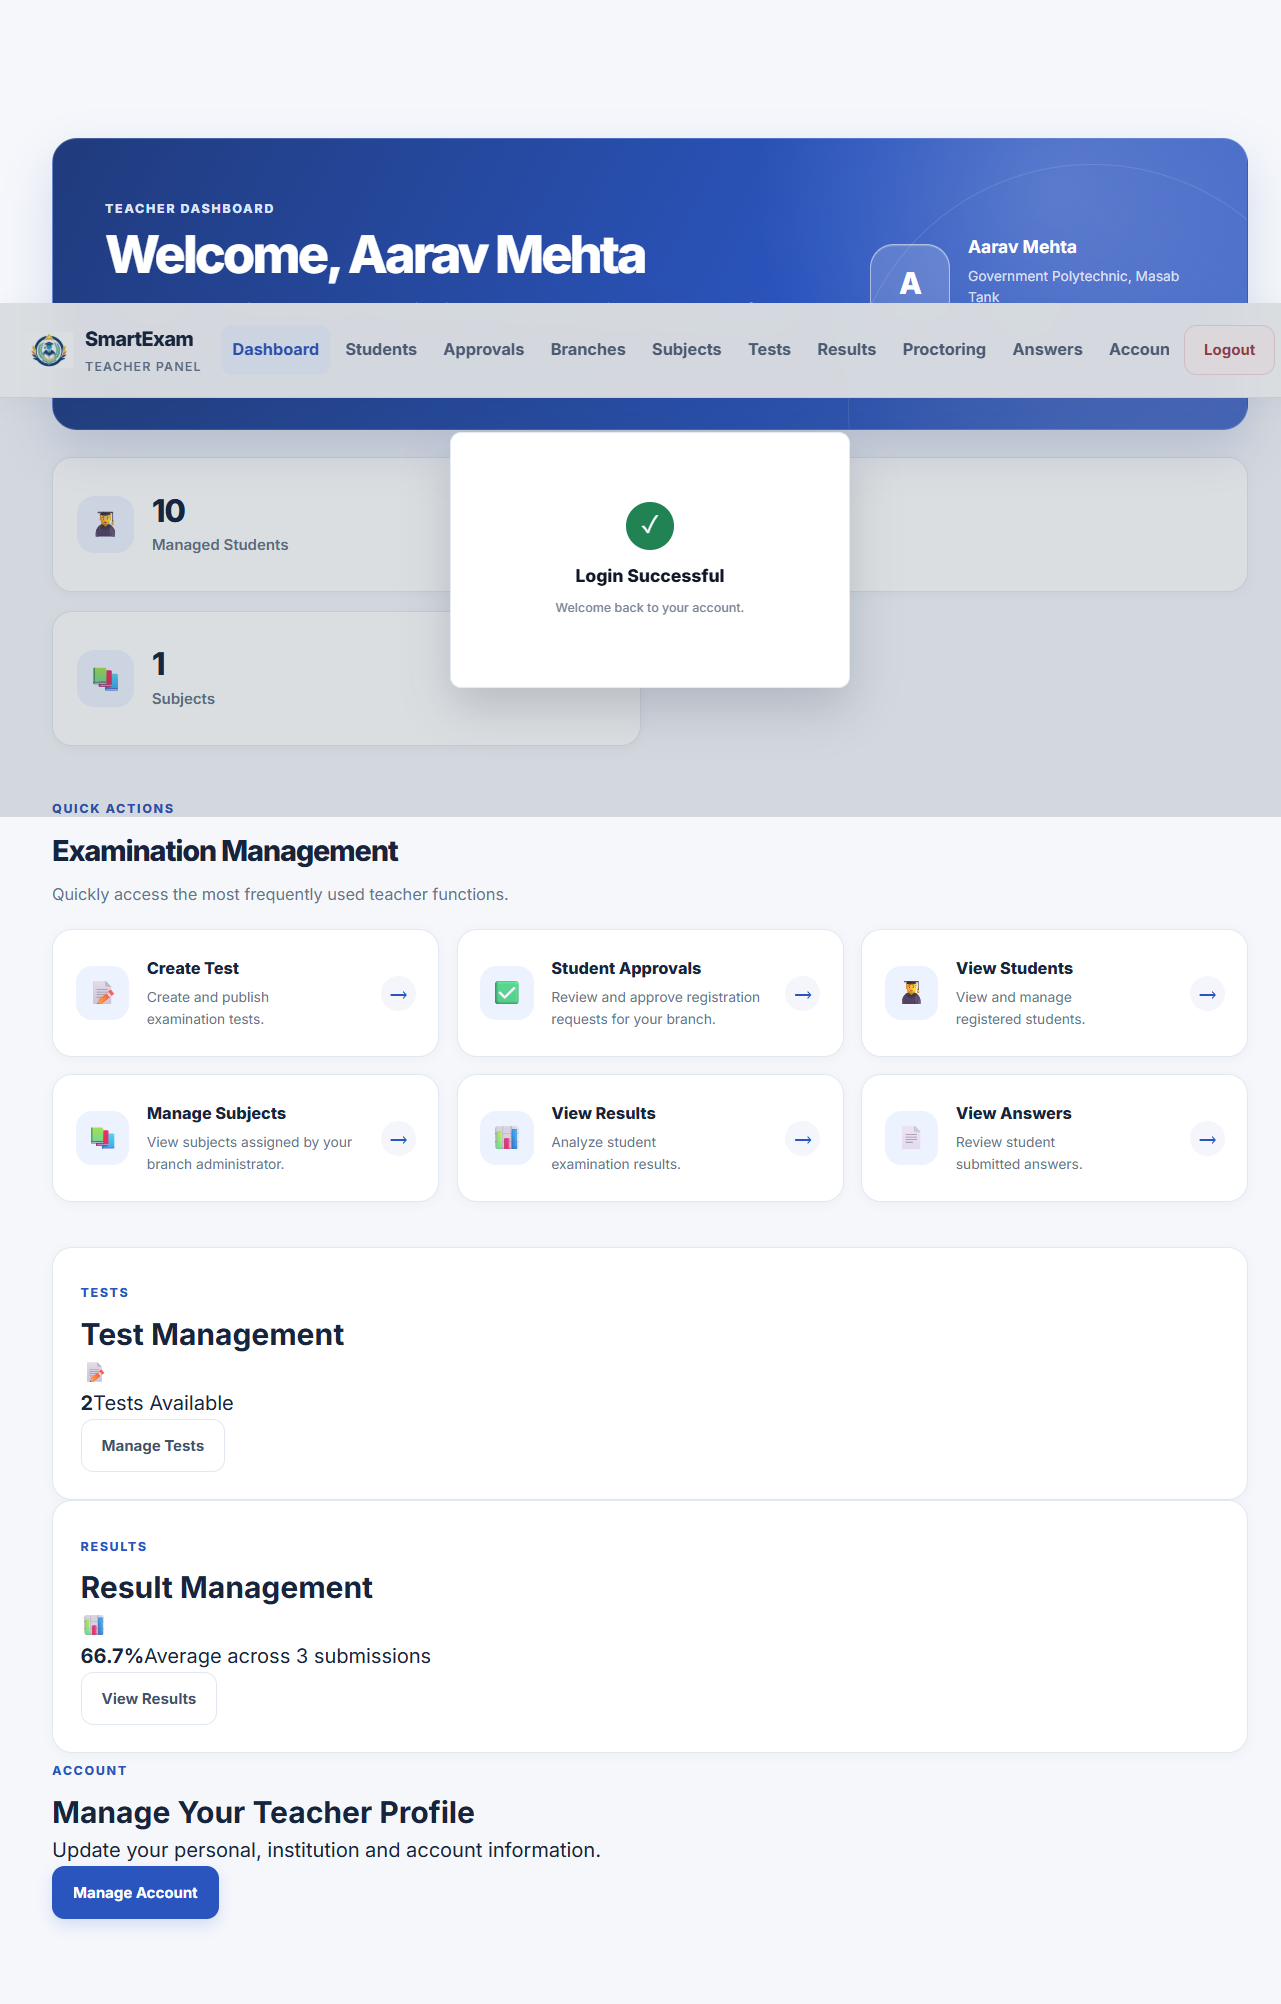 TEACHER DASHBOARD
Welcome, Aarav Mehta
A
Aarav Mehta
Government Polytechnic, Masab
Tank
SmartExam
TEACHER PANEL
Dashboard
Students
Approvals
Branches
Subjects
Tests
Results
Proctoring
Answers
Accoun
Logout
10
Managed Students
✓
Login Successful
Welcome back to your account.
1
Subjects
QUICK ACTIONS
Examination Management
Quickly access the most frequently used teacher functions.
Create Test
Create and publish
examination tests.
→
Student Approvals
Review and approve registration
requests for your branch.
→
View Students
View and manage
registered students.
→
Manage Subjects
View subjects assigned by your
branch administrator.
→
View Results
Analyze student
examination results.
→
View Answers
Review student
submitted answers.
→
TESTS
Test Management
2Tests Available
Manage Tests
RESULTS
Result Management
66.7%Average across 3 submissions
View Results
ACCOUNT
Manage Your Teacher Profile
Update your personal, institution and account information.
Manage Account